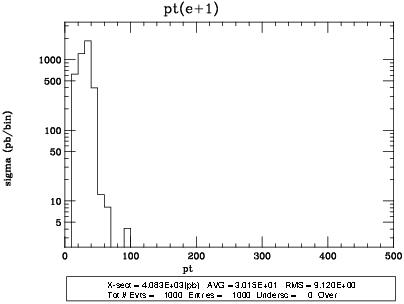 pt(e+1)
sigma (pb/bin)
1000
500
100
50
10
5
0
100
200
300
400
500
pt
X-sect = 4.083E+03(pb) AVG = 3.015E+01 RMS = 9.120E+00
Tot # Evts = 1000 Entries = 1000 Undersc = 0 Over